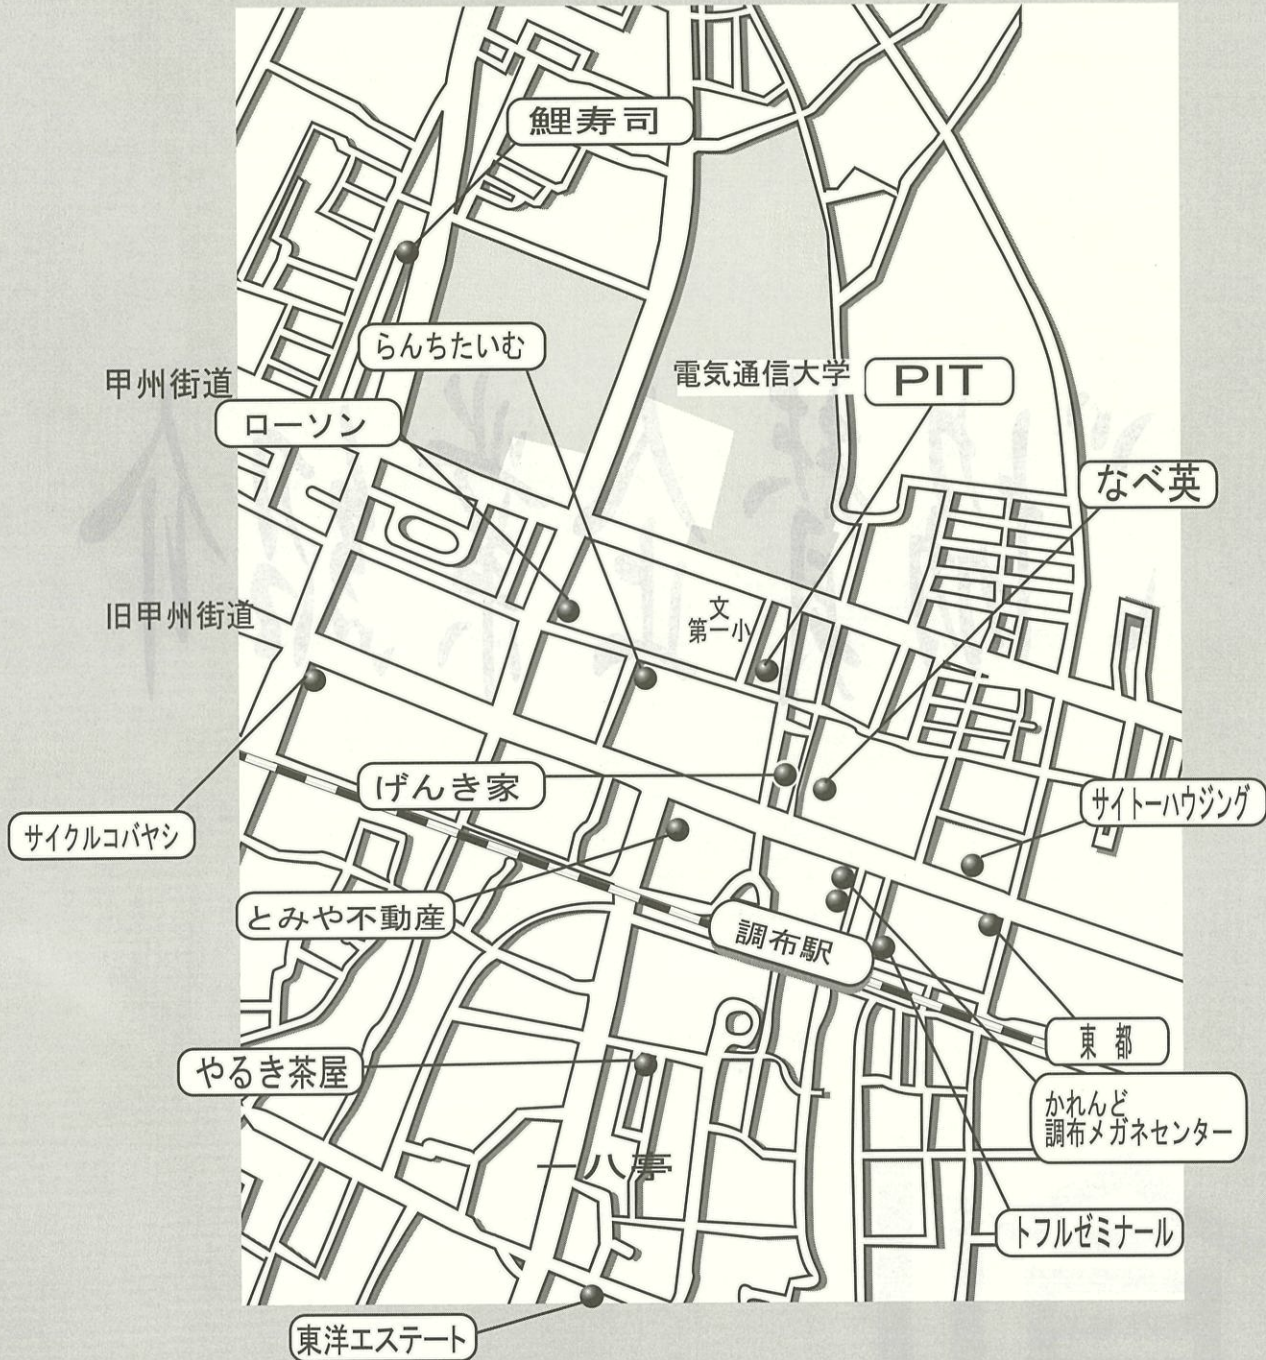 鯉寿司
らんちたいむ
甲州街道
電気通信大学
PIT
ローソン
なべ英
文
第一小
旧甲州街道
げんき家
サイトーハウジング
サイクルコバヤシ
とみや不動産
調布駅
東都
やるき茶屋
かれんど
調布メガネセンター
一八亭
トフルゼミナール
東洋エステート